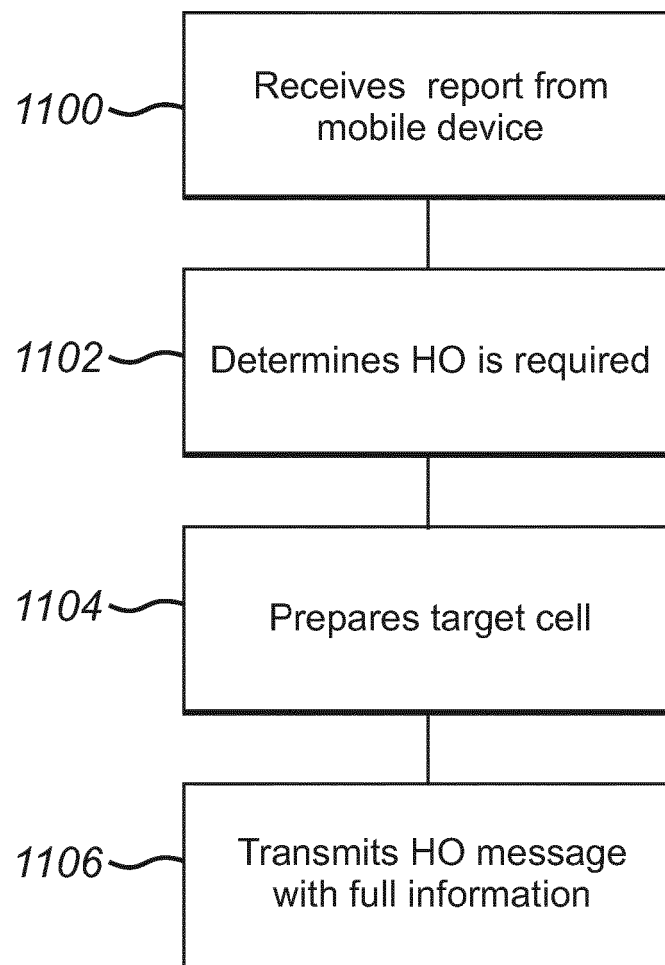 1100
Receives report from
mobile device
1102
Determines HO is required
1104
Prepares target cell
1106
Transmits HO message
with full information